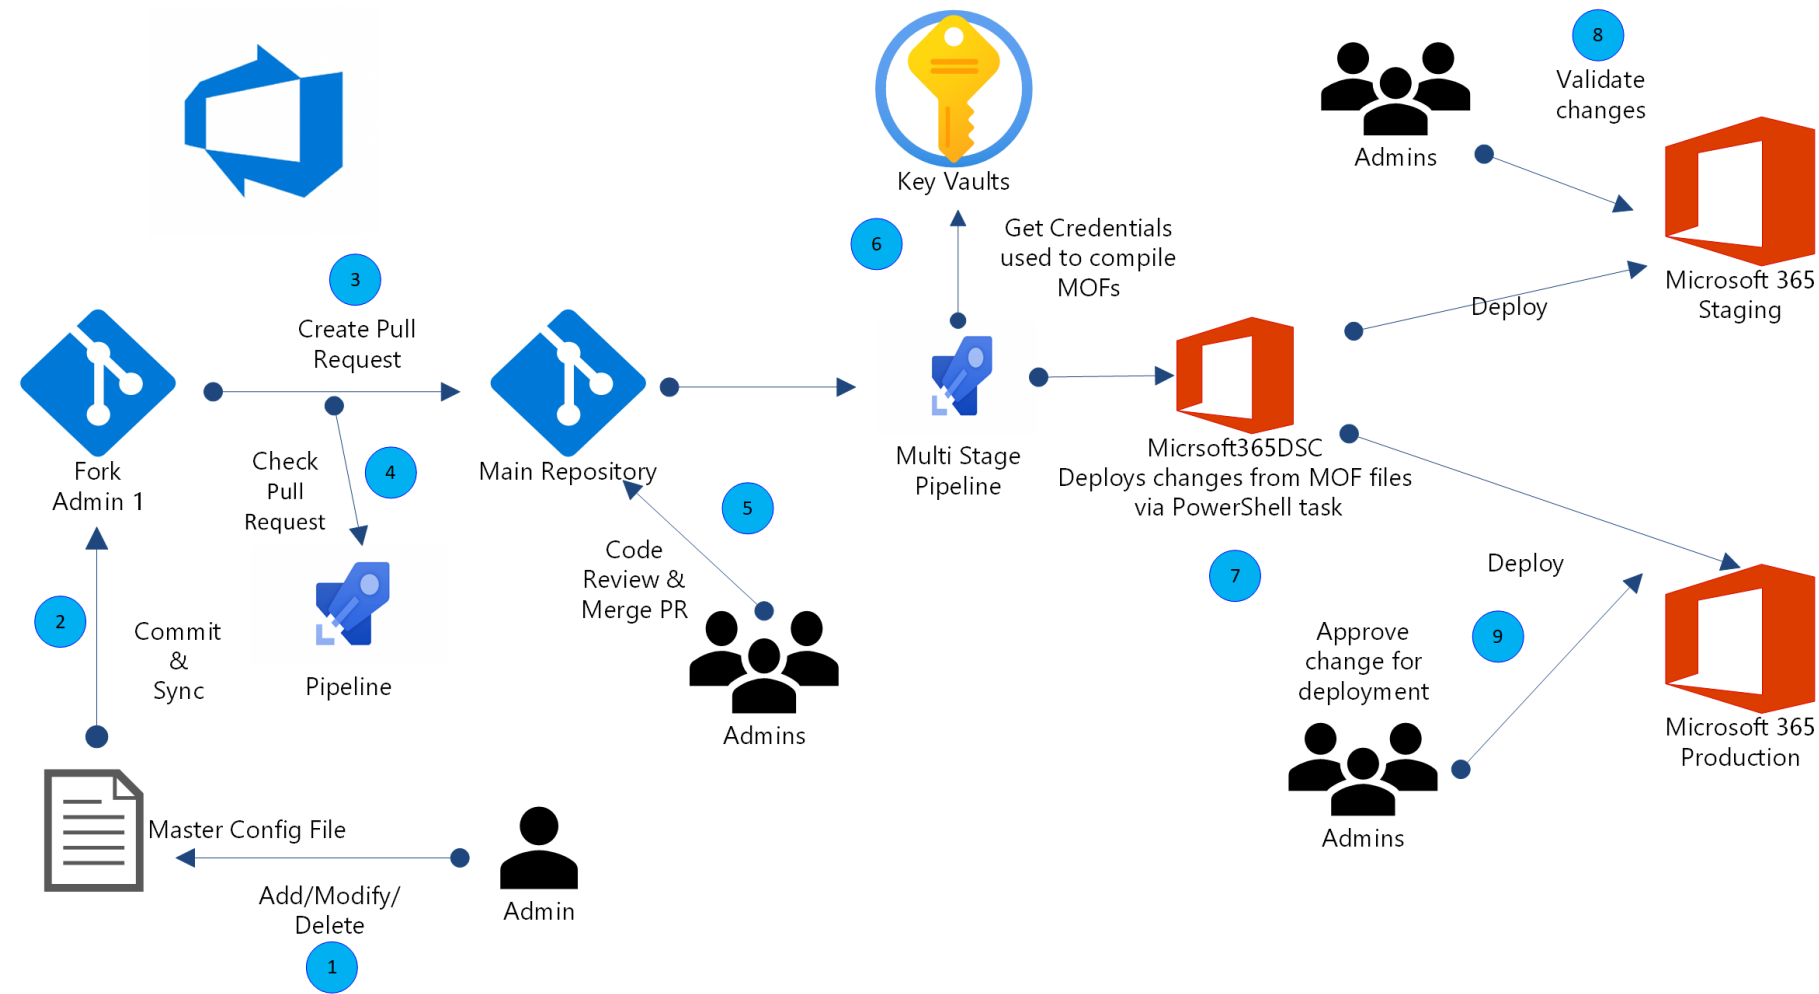 8
Validate
changes
Admins
Key Vaults
6
Get Credentials
used to compile
MOFs
Microsoft 365
Staging
Deploy
3
Create Pull
Request
Fork
Admin 1
Check
Pull
Request
4
Main Repository
Multi Stage
Pipeline
Micrsoft365DSC
Deploys changes from MOF files
via PowerShell task
5
Code
Review &
Merge PR
7
Deploy
9
Approve
change for
deployment
2
Commit
&
Sync
Pipeline
Admins
Microsoft 365
Production
Admins
Master Config File
Add/Modify/
Delete
1
Admin